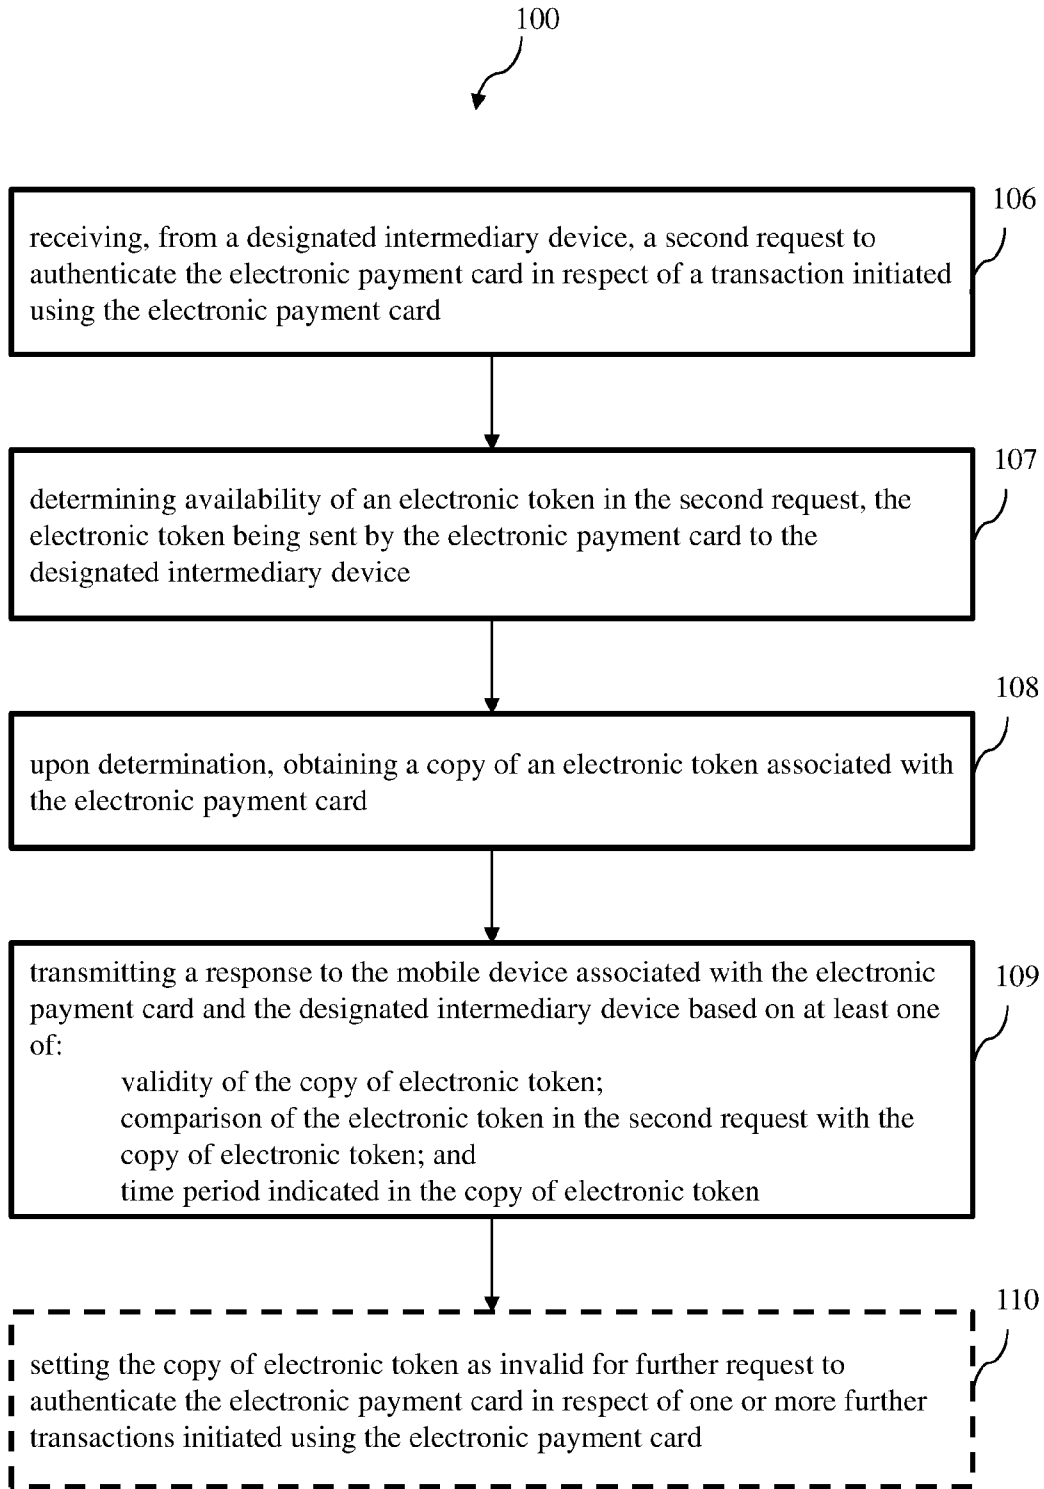 100
106
receiving, from a designated intermediary device, a second request to
authenticate the electronic payment card in respect of a transaction initiated
using the electronic payment card
107
determining availability of an electronic token in the second request, the
electronic token being sent by the electronic payment card to the
designated intermediary device
108
upon determination, obtaining a copy of an electronic token associated with
the electronic payment card
109
transmitting a response to the mobile device associated with the electronic
payment card and the designated intermediary device based on at least one
of:
validity of the copy of electronic token;
comparison of the electronic token in the second request with the
copy of electronic token; and
time period indicated in the copy of electronic token
110
setting the copy of electronic token as invalid for further request to
authenticate the electronic payment card in respect of one or more further
transactions initiated using the electronic payment card